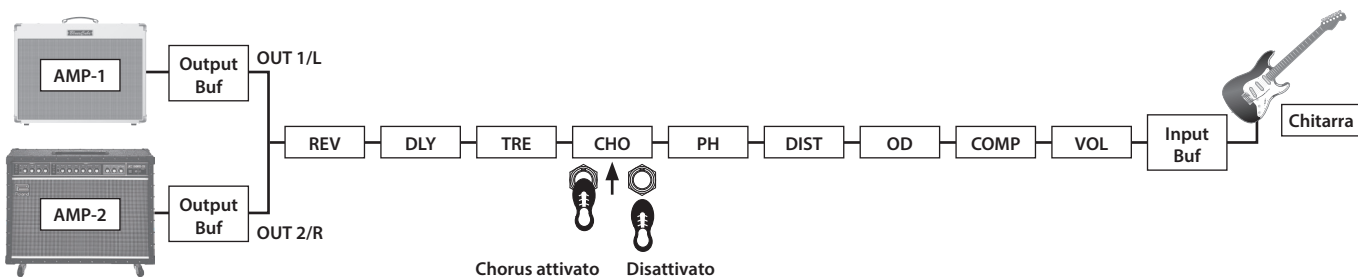 AMP-1
Output
Buf
OUT 1/L
REV
DLY
TRE
CHO
PH
DIST
OD
COMP
VOL
Input
Buf
Chitarra
AMP-2
Output
Buf
OUT 2/R
Chorus attivato
Disattivato